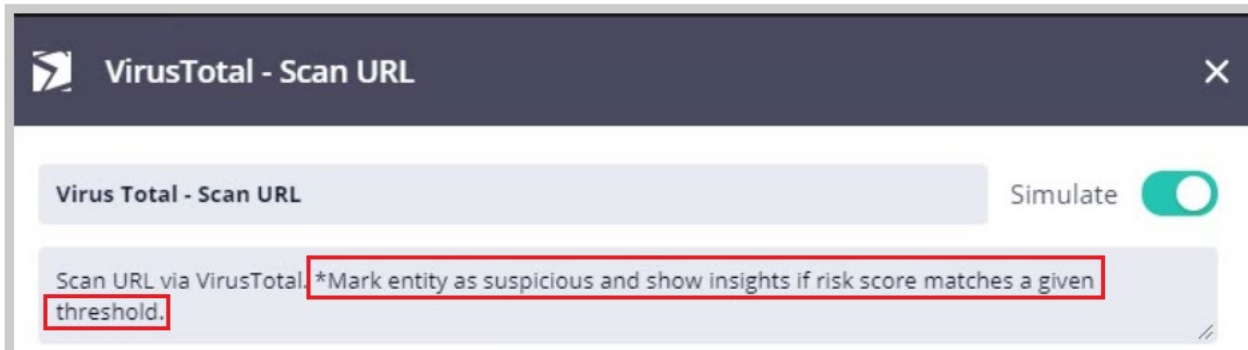 VirusTotal - Scan URL
Virus Total - Scan URL
Simulate
Scan URL via VirusTotal. *Mark entity as suspicious and show insights if risk score matches a given
threshold.